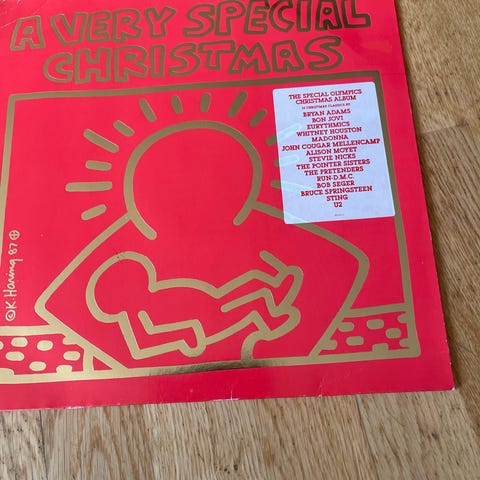 A VERY SPECIAL
CHRISTMAS
THE SPECIAL OLYMPICS
CHRISTMAS ALBUM
BRYAN ADAMS
BON JOVI
EURYTHMICS
WHITNEY HOUSTON
MADONNA
JOHN COUGAR MELLENCAMP
ALISON MOYET
STEVIE NICKS
THE POINTER SISTERS
THE PRETENDERS
RUN-D.M.C.
BOB SEGER
BRUCE SPRINGSTEEN
STING
U2
© K. Haring 87